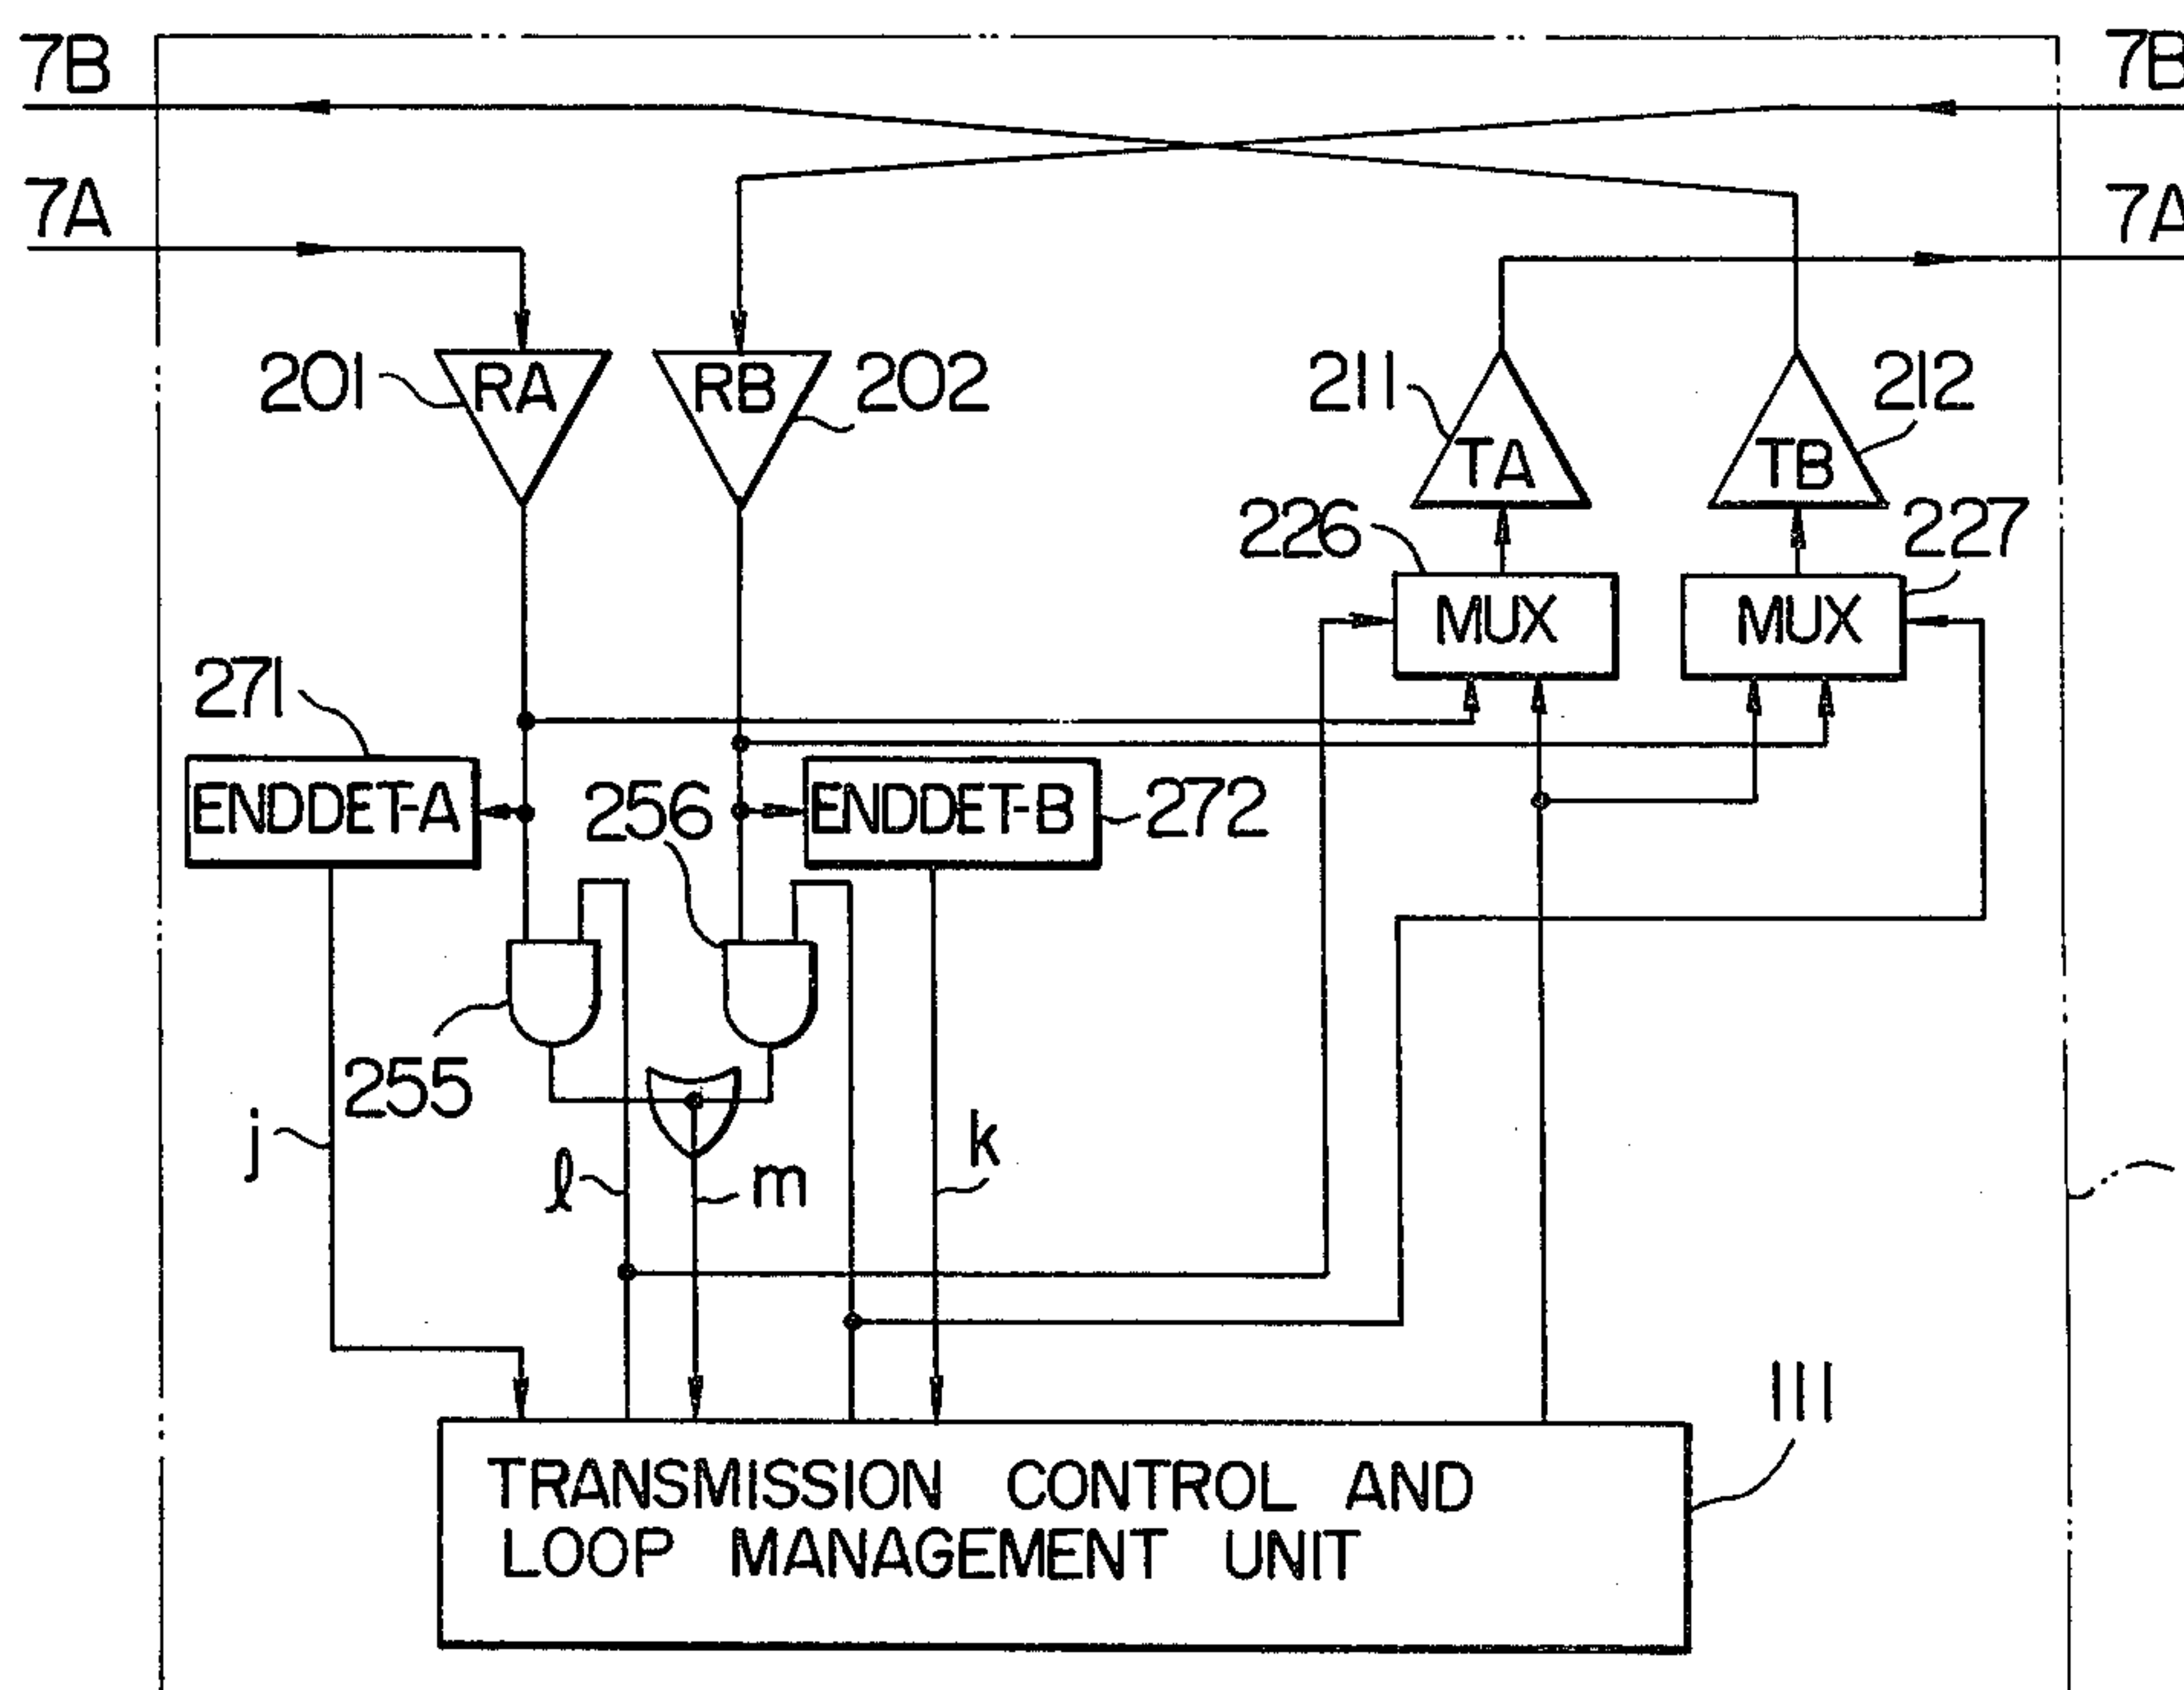 7B
7B
7A
7A
201
RA
RB
202
211
TA
212
TB
226
MUX
227
MUX
271
ENDDET-A
256
ENDDET-B
272
255
j
ℓ
m
k
111
TRANSMISSION CONTROL AND
LOOP MANAGEMENT UNIT